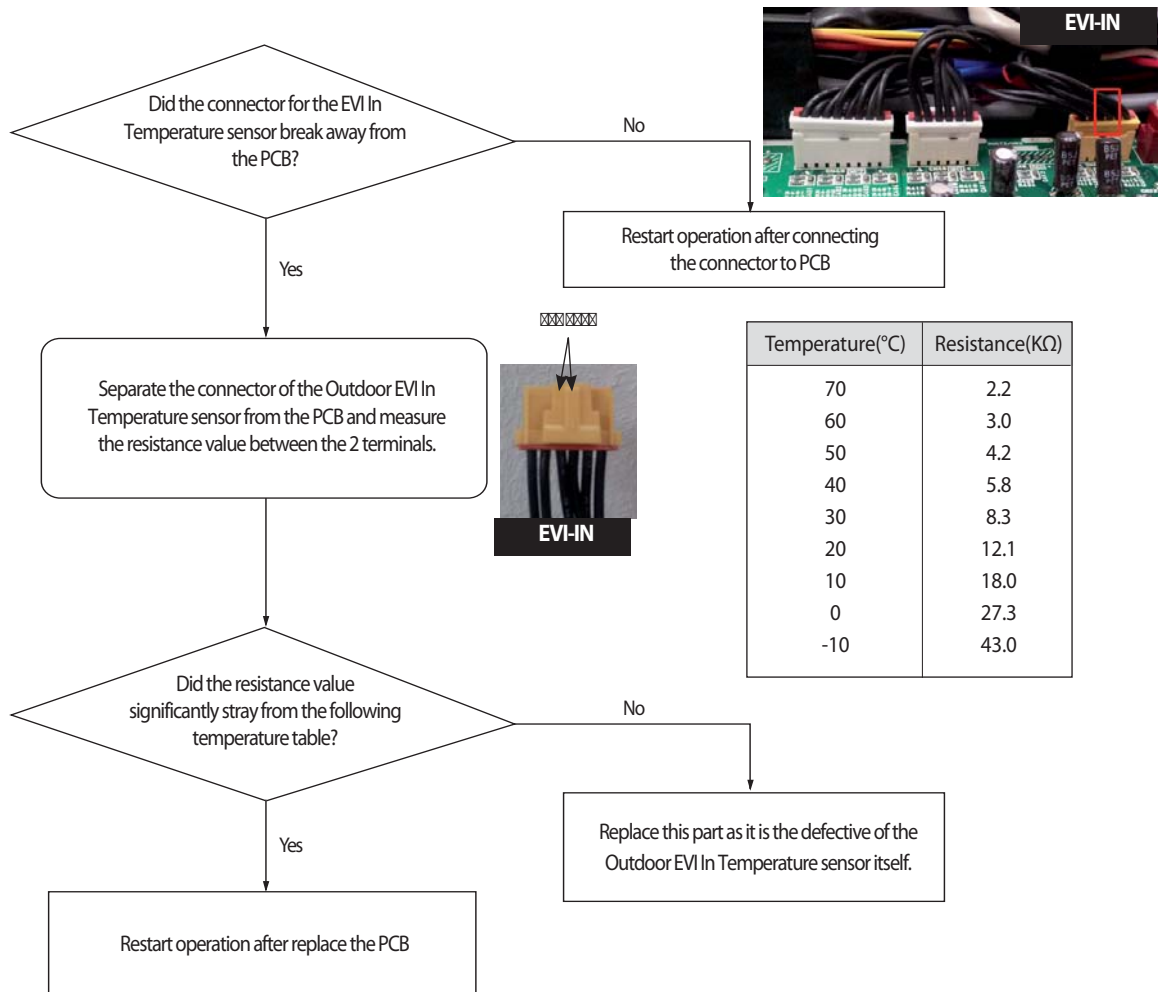 EVI-IN
Did the connector for the EVI In
Temperature sensor break away from
the PCB?
No
Restart operation after connecting
the connector to PCB
Yes
Separate the connector of the Outdoor EVI In
Temperature sensor from the PCB and measure
the resistance value between the 2 terminals.
EVI-IN
Temperature(°C) Resistance(KΩ)
70 2.2
60 3.0
50 4.2
40 5.8
30 8.3
20 12.1
10 18.0
0 27.3
-10 43.0
Did the resistance value
significantly stray from the following
temperature table?
No
Replace this part as it is the defective of the
Outdoor EVI In Temperature sensor itself.
Yes
Restart operation after replace the PCB